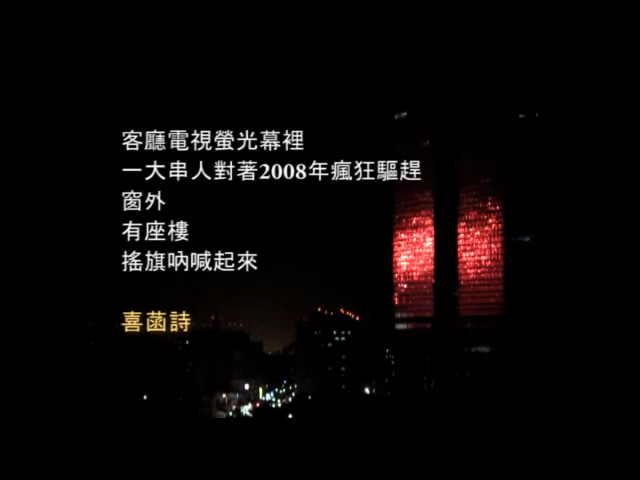 客廳電視螢光幕裡
一大串人對著2008年瘋狂驅趕
窗外
有座樓
搖旗吶喊起來
喜菡詩